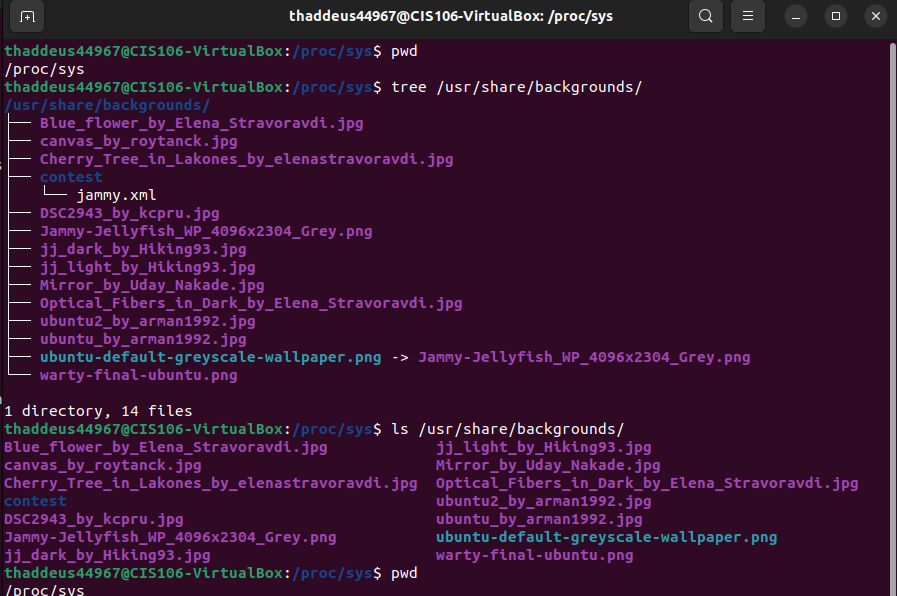 thaddeus44967@CIS106-VirtualBox: /proc/sys
thaddeus44967@CIS106-VirtualBox:/proc/sys$ pwd
/proc/sys
thaddeus44967@CIS106-VirtualBox:/proc/sys$ tree /usr/share/backgrounds/
/usr/share/backgrounds/
├── Blue_flower_by_Elena_Stravoravdi.jpg
├── canvas_by_roytanck.jpg
├── Cherry_Tree_in_Lakones_by_elenastravoravdi.jpg
├── contest
│   └── jammy.xml
├── DSC2943_by_kcpru.jpg
├── Jammy-Jellyfish_WP_4096x2304_Grey.png
├── jj_dark_by_Hiking93.jpg
├── jj_light_by_Hiking93.jpg
├── Mirror_by_Uday_Nakade.jpg
├── Optical_Fibers_in_Dark_by_Elena_Stravoravdi.jpg
├── ubuntu2_by_arman1992.jpg
├── ubuntu_by_arman1992.jpg
├── ubuntu-default-greyscale-wallpaper.png -> Jammy-Jellyfish_WP_4096x2304_Grey.png
└── warty-final-ubuntu.png
1 directory, 14 files
thaddeus44967@CIS106-VirtualBox:/proc/sys$ ls /usr/share/backgrounds/
Blue_flower_by_Elena_Stravoravdi.jpg jj_light_by_Hiking93.jpg
canvas_by_roytanck.jpg Mirror_by_Uday_Nakade.jpg
Cherry_Tree_in_Lakones_by_elenastravoravdi.jpg Optical_Fibers_in_Dark_by_Elena_Stravoravdi.jpg
contest ubuntu2_by_arman1992.jpg
DSC2943_by_kcpru.jpg ubuntu_by_arman1992.jpg
Jammy-Jellyfish_WP_4096x2304_Grey.png ubuntu-default-greyscale-wallpaper.png
jj_dark_by_Hiking93.jpg warty-final-ubuntu.png
thaddeus44967@CIS106-VirtualBox:/proc/sys$ pwd
/proc/sys